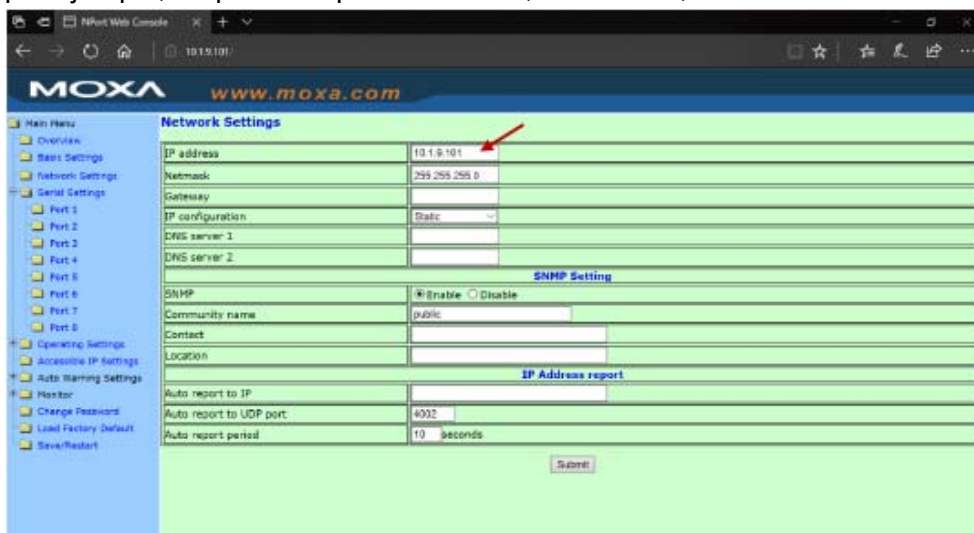 NPort Web Console
10.1.9.101/
MOXA www.moxa.com
Main Menu
Overview
Basic Settings
Network Settings
Serial Settings
Port 1
Port 2
Port 3
Port 4
Port 5
Port 6
Port 7
Port 8
Operating Settings
Accessible IP Settings
Auto Warning Settings
Monitor
Change Password
Load Factory Default
Save/Restart
Network Settings
IP address 10.1.9.101
Netmask 255.255.255.0
Gateway
IP configuration Static
DNS server 1
DNS server 2
SNMP Setting
SNMP Enable Disable
Community name public
Contact
Location
IP Address report
Auto report to IP
Auto report to UDP port 4002
Auto report period 10 seconds
Submit